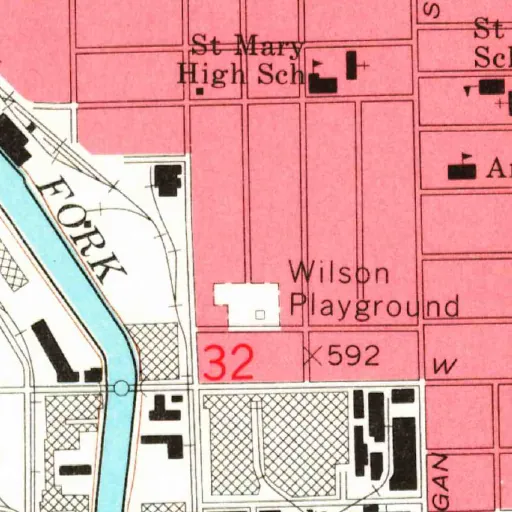 S
St Mary
High Sch
St
Sch
A
FORK
Wilson
Playground
32
592
W
GAN